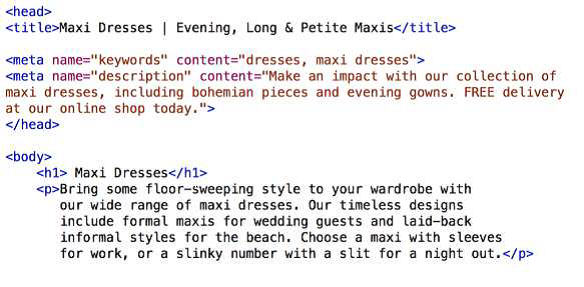 <head>
<title>Maxi Dresses | Evening, Long & Petite Maxis</title>
<meta name="keywords" content="dresses, maxi dresses">
<meta name="description" content="Make an impact with our collection of
maxi dresses, including bohemian pieces and evening gowns. FREE delivery
at our online shop today.">
</head>
<body>
<h1> Maxi Dresses</h1>
<p>Bring some floor-sweeping style to your wardrobe with
our wide range of maxi dresses. Our timeless designs
include formal maxis for wedding guests and laid-back
informal styles for the beach. Choose a maxi with sleeves
for work, or a slinky number with a slit for a night out.</p>